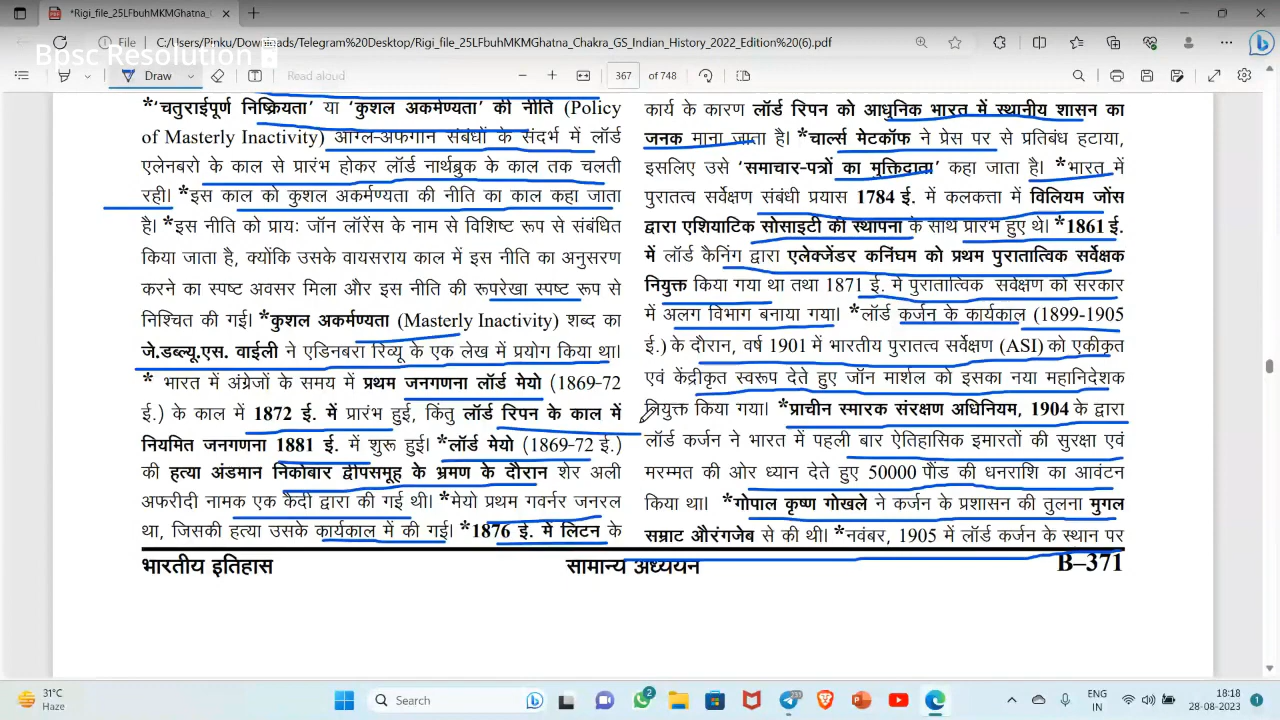 *Rigi_file_25LFbuhMKMGhatna_C
File
C:/Users/Pinku/Downloads/Telegram Desktop/Rigi_file_25LFbuhMKMGhatna_Chakra_GS_Indian_History_2022_Edition (6).pdf
Bpsc Resolution
Draw
Read aloud
367 of 748
*'चतुराईपूर्ण निष्क्रियता' या 'कुशल अकर्मण्यता' की नीति (Policy
of Masterly Inactivity) आंग्ल-अफगान संबंधों के संदर्भ में लॉर्ड
एलेनबरो के काल से प्रारंभ होकर लॉर्ड नार्थब्रुक के काल तक चलती
रही। *इस काल को कुशल अकर्मण्यता की नीति का काल कहा जाता
है। *इस नीति को प्राय: जॉन लॉरेंस के नाम से विशिष्ट रूप से संबंधित
किया जाता है, क्योंकि उसके वायसराय काल में इस नीति का अनुसरण
करने का स्पष्ट अवसर मिला और इस नीति की रूपरेखा स्पष्ट रूप से
निश्चित की गई। *कुशल अकर्मण्यता (Masterly Inactivity) शब्द का
जे.डब्ल्यू.एस. वाईली ने एडिनबरा रिव्यू के एक लेख में प्रयोग किया था।
* भारत में अंग्रेजों के समय में प्रथम जनगणना लॉर्ड मेयो (1869-72
ई.) के काल में 1872 ई. में प्रारंभ हुई, किंतु लॉर्ड रिपन के काल में
नियमित जनगणना 1881 ई. में शुरू हुई। *लॉर्ड मेयो (1869-72 ई.)
की हत्या अंडमान निकोबार द्वीपसमूह के भ्रमण के दौरान शेर अली
अफरीदी नामक एक कैदी द्वारा की गई थी। *मेयो प्रथम गवर्नर जनरल
था, जिसकी हत्या उसके कार्यकाल में की गई। *1876 ई. में लिटन के
कार्य के कारण लॉर्ड रिपन को आधुनिक भारत में स्थानीय शासन का
जनक माना जाता है। *चार्ल्स मेटकॉफ ने प्रेस पर से प्रतिबंध हटाया,
इसलिए उसे 'समाचार-पत्रों का मुक्तिदाता' कहा जाता है। *भारत में
पुरातत्व सर्वेक्षण संबंधी प्रयास 1784 ई. में कलकत्ता में विलियम जोंस
द्वारा एशियाटिक सोसाइटी की स्थापना के साथ प्रारंभ हुए थे। *1861 ई.
में लॉर्ड कैनिंग द्वारा एलेक्जेंडर कनिंघम को प्रथम पुरातात्विक सर्वेक्षक
नियुक्त किया गया था तथा 1871 ई. में पुरातात्विक सर्वेक्षण को सरकार
में अलग विभाग बनाया गया। *लॉर्ड कर्जन के कार्यकाल (1899-1905
ई.) के दौरान, वर्ष 1901 में भारतीय पुरातत्व सर्वेक्षण (ASI) को एकीकृत
एवं केंद्रीकृत स्वरूप देते हुए जॉन मार्शल को इसका नया महानिदेशक
नियुक्त किया गया। *प्राचीन स्मारक संरक्षण अधिनियम, 1904 के द्वारा
लॉर्ड कर्जन ने भारत में पहली बार ऐतिहासिक इमारतों की सुरक्षा एवं
मरम्मत की ओर ध्यान देते हुए 50000 पौंड की धनराशि का आवंटन
किया था। *गोपाल कृष्ण गोखले ने कर्जन के प्रशासन की तुलना मुगल
सम्राट औरंगजेब से की थी। *नवंबर, 1905 में लॉर्ड कर्जन के स्थान पर
भारतीय इतिहास सामान्य अध्ययन B–371
31°C
Haze
Search
2
ENG
IN
18:18
28-08-2023
1